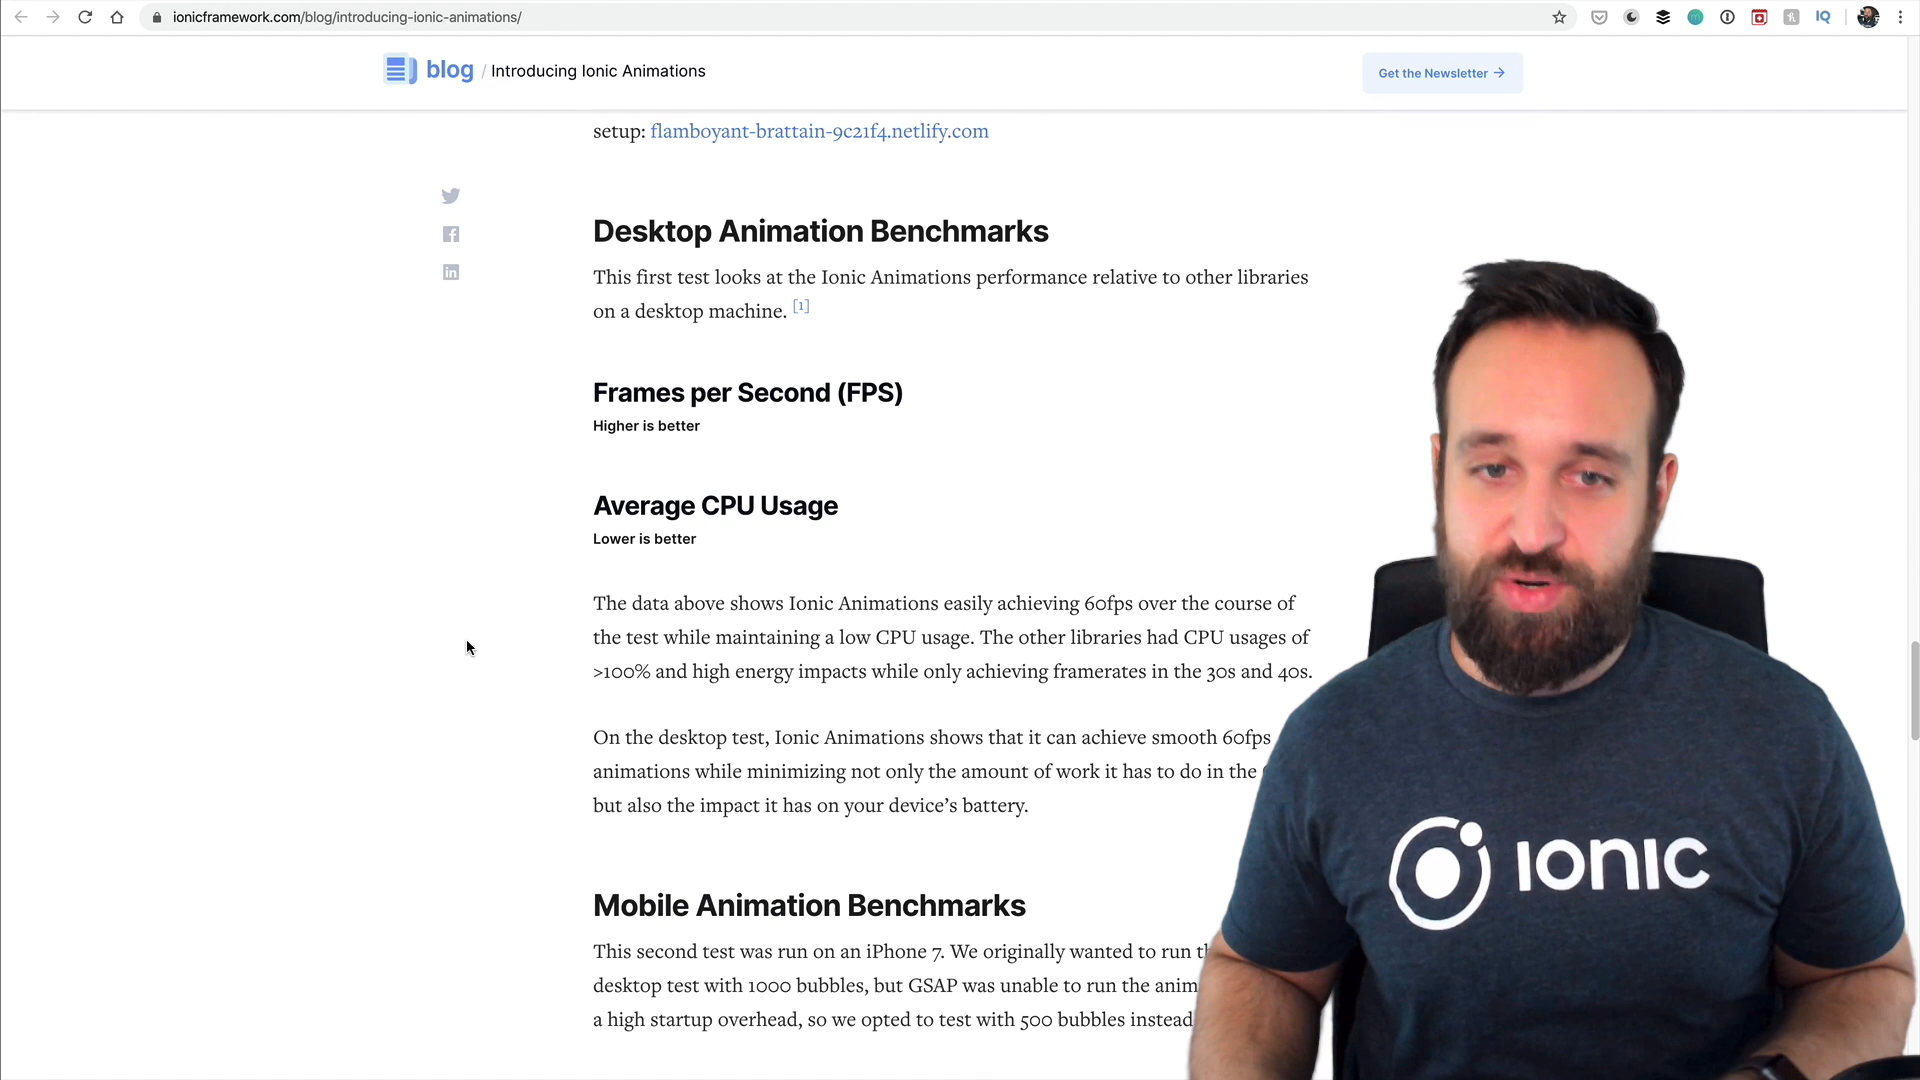 ionicframework.com/blog/introducing-ionic-animations/
IQ
blog / Introducing Ionic Animations
Get the Newsletter →
setup: flamboyant-brattain-9c21f4.netlify.com
Desktop Animation Benchmarks
This first test looks at the Ionic Animations performance relative to other libraries
on a desktop machine. [1]
Frames per Second (FPS)
Higher is better
Average CPU Usage
Lower is better
The data above shows Ionic Animations easily achieving 60fps over the course of
the test while maintaining a low CPU usage. The other libraries had CPU usages of
>100% and high energy impacts while only achieving framerates in the 30s and 40s.
On the desktop test, Ionic Animations shows that it can achieve smooth 60fps
animations while minimizing not only the amount of work it has to do in the
but also the impact it has on your device’s battery.
Mobile Animation Benchmarks
This second test was run on an iPhone 7. We originally wanted to run
desktop test with 1000 bubbles, but GSAP was unable to run the anim
a high startup overhead, so we opted to test with 500 bubbles instead
IONIC